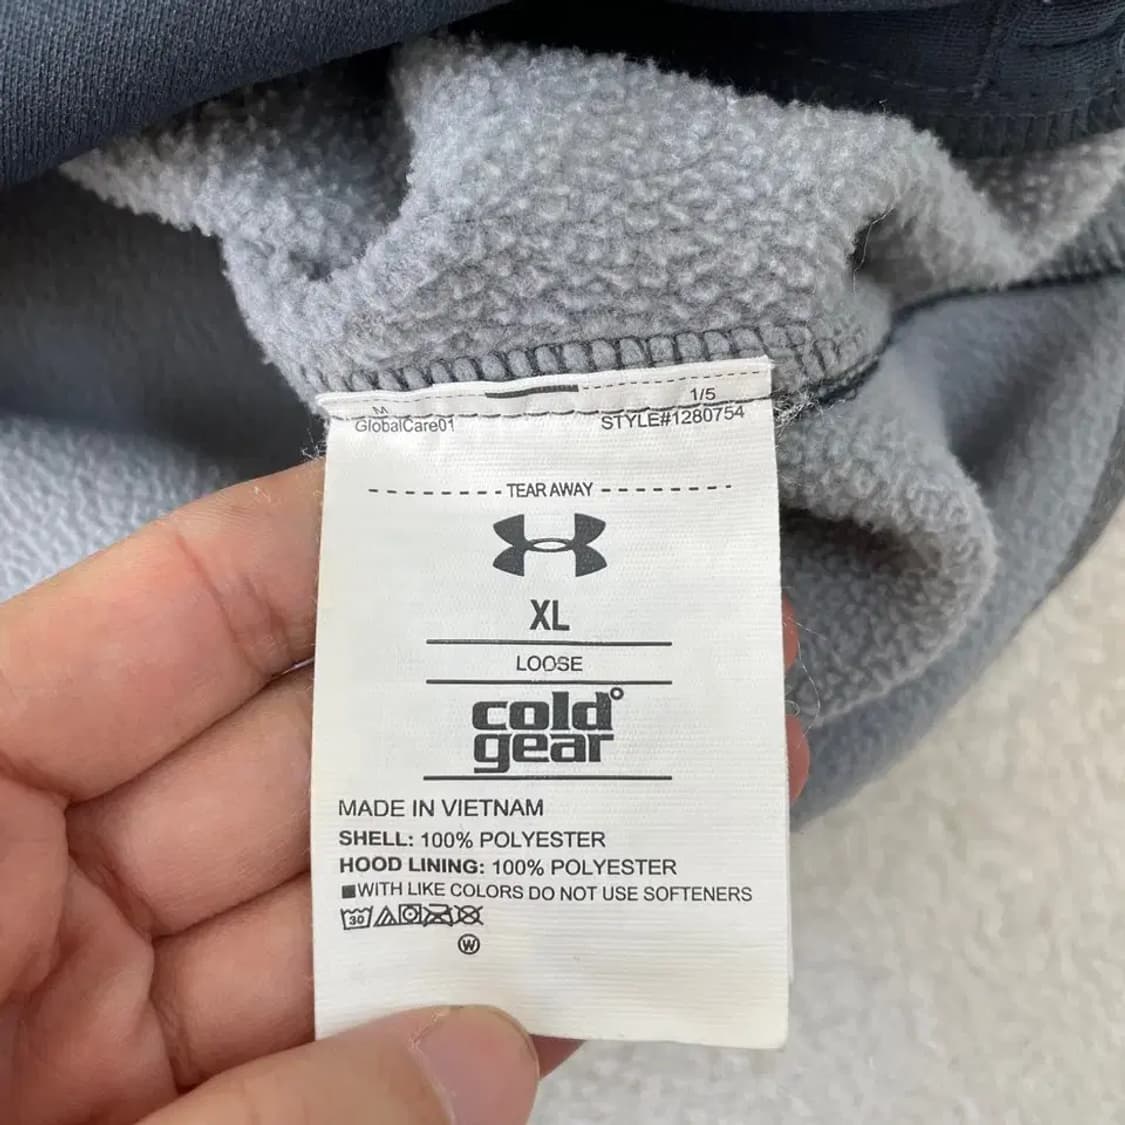 M
GlobalCare01
1/5
STYLE#1280754
TEAR AWAY
XL
LOOSE
cold°
gear
MADE IN VIETNAM
SHELL: 100% POLYESTER
HOOD LINING: 100% POLYESTER
■WITH LIKE COLORS DO NOT USE SOFTENERS
30
W